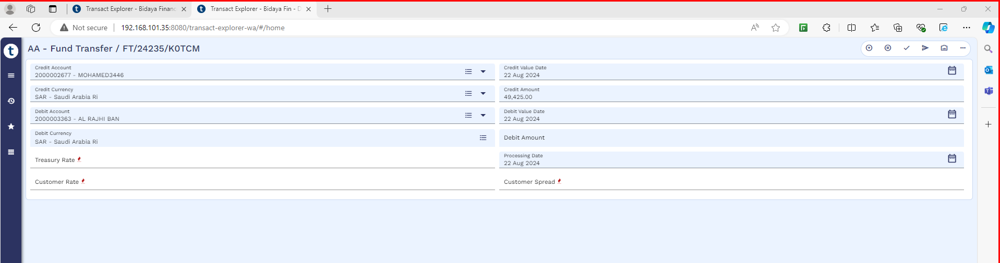 Transact Explorer - Bidaya Financ
Transact Explorer - Bidaya Fin - D
Not secure
192.168.101.35:8080/transact-explorer-wa/#/home
AA - Fund Transfer / FT/24235/K0TCM
Credit Account
2000002677 - MOHAMED3446
Credit Value Date
22 Aug 2024
Credit Currency
SAR - Saudi Arabia Ri
Credit Amount
49,425.00
Debit Account
2000003363 - AL RAJHI BAN
Debit Value Date
22 Aug 2024
Debit Currency
SAR - Saudi Arabia Ri
Debit Amount
Treasury Rate
Processing Date
22 Aug 2024
Customer Rate
Customer Spread